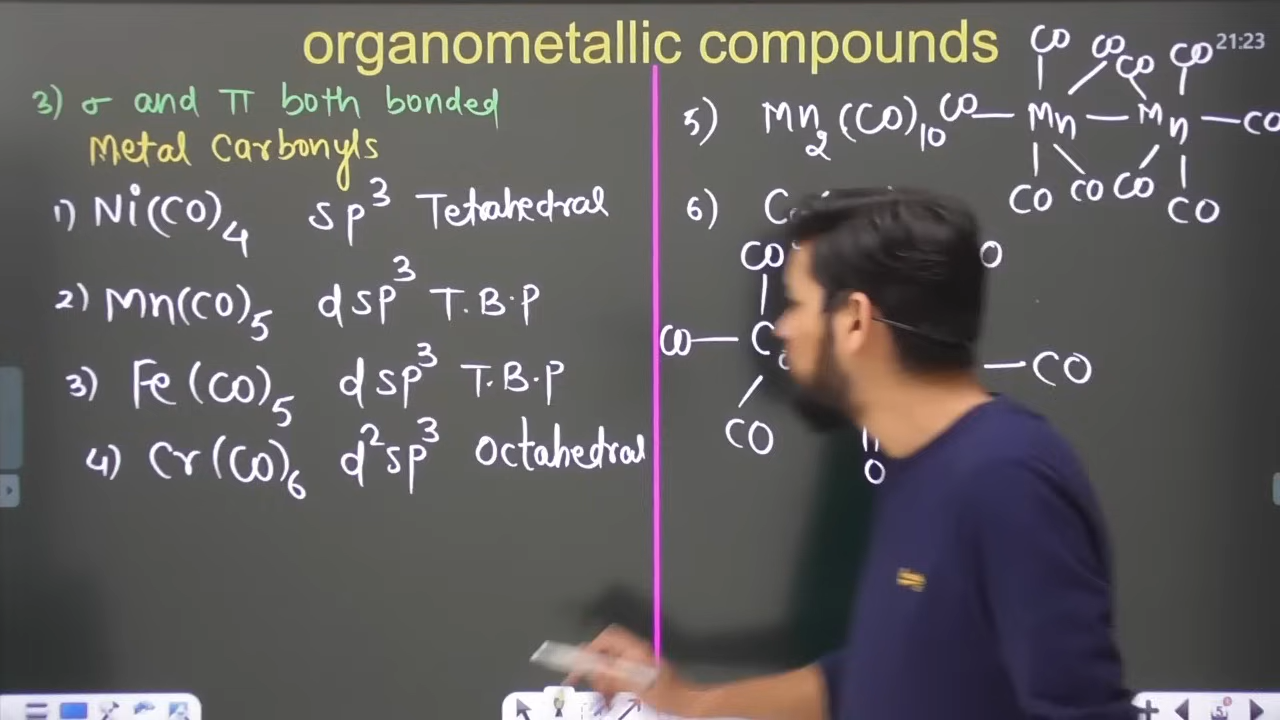 organometallic compounds
21:23
3) σ and π both bonded
Metal Carbonyls
1) Ni(CO)4 sp3 Tetrahedral
2) Mn(CO)5 dsp3 T.B.P
3) Fe(CO)5 dsp3 T.B.P
4) Cr(CO)6 d2sp3 Octahedral
5) Mn2(CO)10
CO CO CO CO
CO Mn Mn CO
CO CO CO CO
6)
CO
CO
CO
CO
O